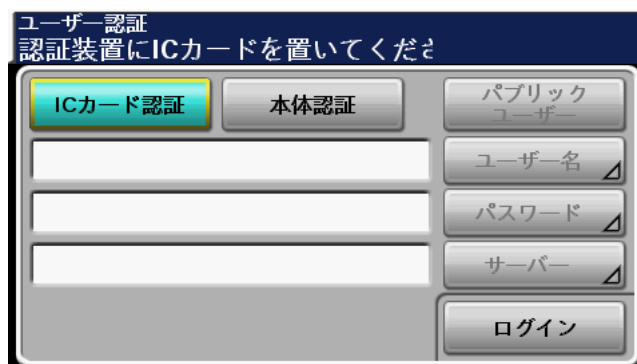 ユーザー認証
認証装置にICカードを置いてくださ
ICカード認証
本体認証
パブリック
ユーザー
ユーザー名
パスワード
サーバー
ログイン